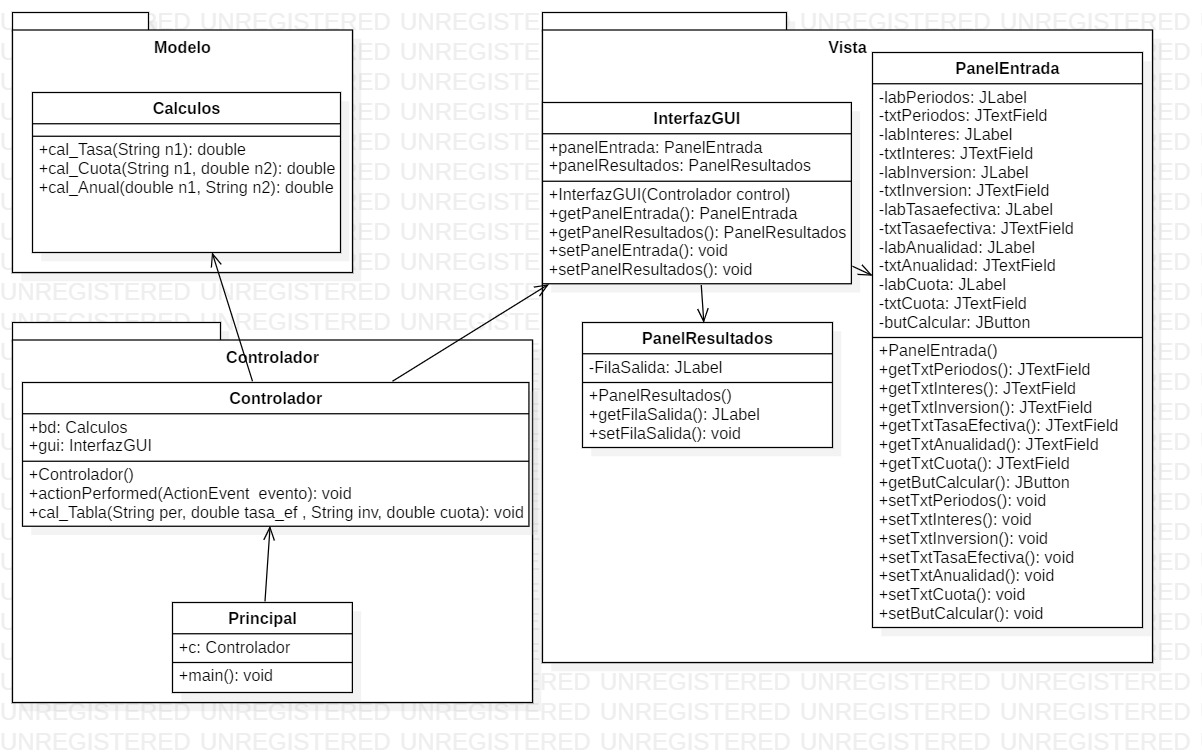 Modelo
Calculos
+cal_Tasa(String n1): double
+cal_Cuota(String n1, double n2): double
+cal_Anual(double n1, String n2): double
Vista
InterfazGUI
+panelEntrada: PanelEntrada
+panelResultados: PanelResultados
+InterfazGUI(Controlador control)
+getPanelEntrada(): PanelEntrada
+getPanelResultados(): PanelResultados
+setPanelEntrada(): void
+setPanelResultados(): void
PanelEntrada
-labPeriodos: JLabel
-txtPeriodos: JTextField
-labInteres: JLabel
-txtInteres: JTextField
-labInversion: JLabel
-txtInversion: JTextField
-labTasaefectiva: JLabel
-txtTasaefectiva: JTextField
-labAnualidad: JLabel
-txtAnualidad: JTextField
-labCuota: JLabel
-txtCuota: JTextField
-butCalcular: JButton
+PanelEntrada()
+getTxtPeriodos(): JTextField
+getTxtInteres(): JTextField
+getTxtInversion(): JTextField
+getTxtTasaEfectiva(): JTextField
+getTxtAnualidad(): JTextField
+getTxtCuota(): JTextField
+getButCalcular(): JButton
+setTxtPeriodos(): void
+setTxtInteres(): void
+setTxtInversion(): void
+setTxtTasaEfectiva(): void
+setTxtAnualidad(): void
+setTxtCuota(): void
+setButCalcular(): void
PanelResultados
-FilaSalida: JLabel
+PanelResultados()
+getFilaSalida(): JLabel
+setFilaSalida(): void
Controlador
Controlador
+bd: Calculos
+gui: InterfazGUI
+Controlador()
+actionPerformed(ActionEvent evento): void
+cal_Tabla(String per, double tasa_ef , String inv, double cuota): void
Principal
+c: Controlador
+main(): void
UNREGISTERED UNREGISTERED UNREGISTERED UNREGISTERED UNREGISTERED UNREGISTERED